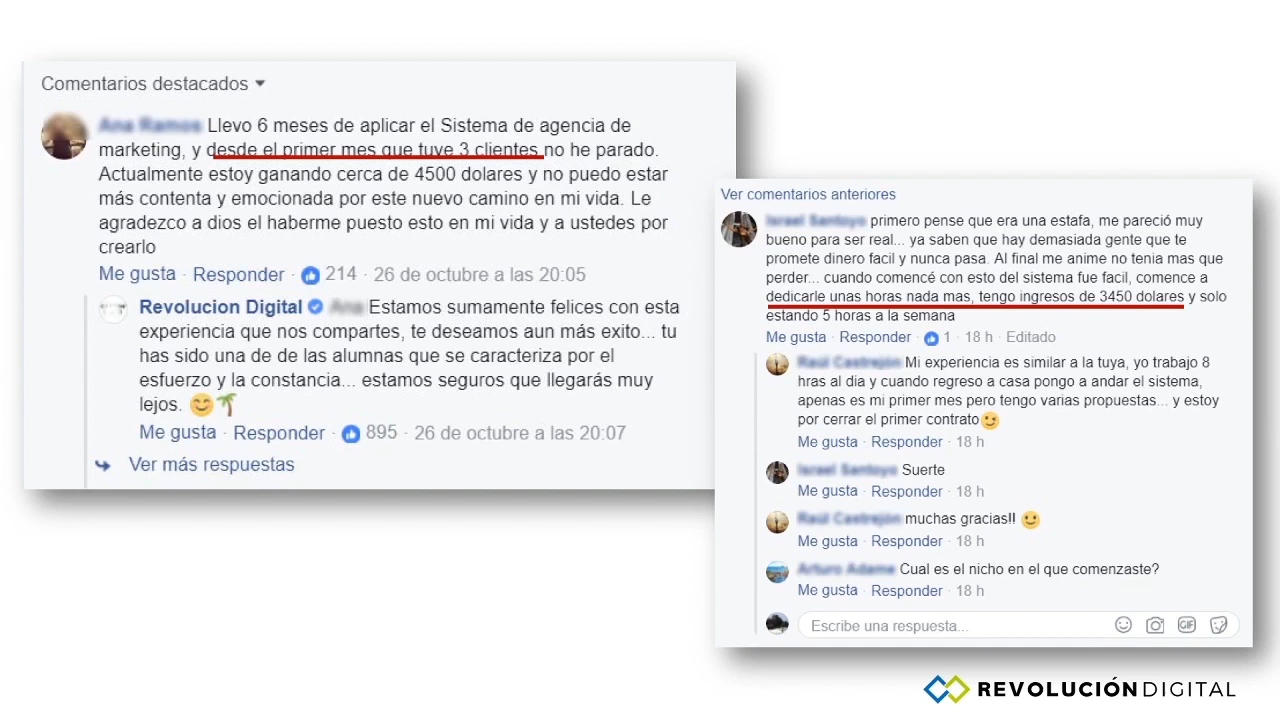 Comentarios destacados
Llevo 6 meses de aplicar el Sistema de agencia de
marketing, y desde el primer mes que tuve 3 clientes no he parado.
Actualmente estoy ganando cerca de 4500 dolares y no puedo estar
más contenta y emocionada por este nuevo camino en mi vida. Le
agradezco a dios el haberme puesto esto en mi vida y a ustedes por
crearlo
Me gusta · Responder · 214 · 26 de octubre a las 20:05
Revolucion Digital Estamos sumamente felices con esta
experiencia que nos compartes, te deseamos aun más exito... tu
has sido una de de las alumnas que se caracteriza por el
esfuerzo y la constancia... estamos seguros que llegarás muy
lejos. 😊🌴
Me gusta · Responder · 895 · 26 de octubre a las 20:07
Ver más respuestas
Ver comentarios anteriores
primero pense que era una estafa, me pareció muy
bueno para ser real... ya saben que hay demasiada gente que te
promete dinero facil y nunca pasa. Al final me anime no tenia mas que
perder... cuando comencé con esto del sistema fue facil, comence a
dedicarle unas horas nada mas, tengo ingresos de 3450 dolares y solo
estando 5 horas a la semana
Me gusta · Responder · 1 · 18 h · Editado
Mi experiencia es similar a la tuya, yo trabajo 8
hras al dia y cuando regreso a casa pongo a andar el sistema,
apenas es mi primer mes pero tengo varias propuestas... y estoy
por cerrar el primer contrato😉
Me gusta · Responder · 18 h
Suerte
Me gusta · Responder · 18 h
muchas gracias!! 🙂
Me gusta · Responder · 18 h
Cual es el nicho en el que comenzaste?
Me gusta · Responder · 18 h
Escribe una respuesta...
GIF
REVOLUCIÓN DIGITAL